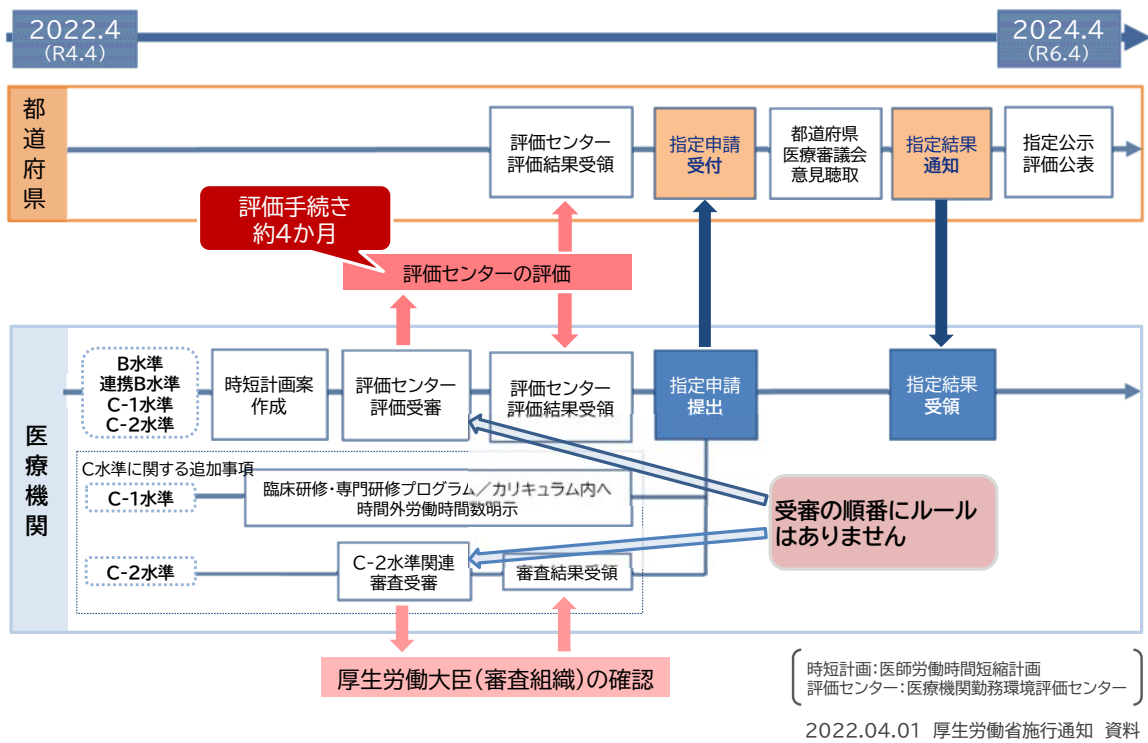 2022.4
(R4.4)
2024.4
(R6.4)
都
道
府
県
評価センター
評価結果受領
指定申請
受付
都道府県
医療審議会
意見聴取
指定結果
通知
指定公示
評価公表
評価手続き
約4か月
評価センターの評価
医
療
機
関
B水準
連携B水準
C-1水準
C-2水準
時短計画案
作成
評価センター
評価受審
評価センター
評価結果受領
指定申請
提出
指定結果
受領
C水準に関する追加事項
C-1水準
臨床研修・専門研修プログラム／カリキュラム内へ
時間外労働時間数明示
受審の順番にルール
はありません
C-2水準
C-2水準関連
審査受審
審査結果受領
厚生労働大臣(審査組織)の確認
時短計画:医師労働時間短縮計画
評価センター:医療機関勤務環境評価センター
2022.04.01 厚生労働省施行通知 資料